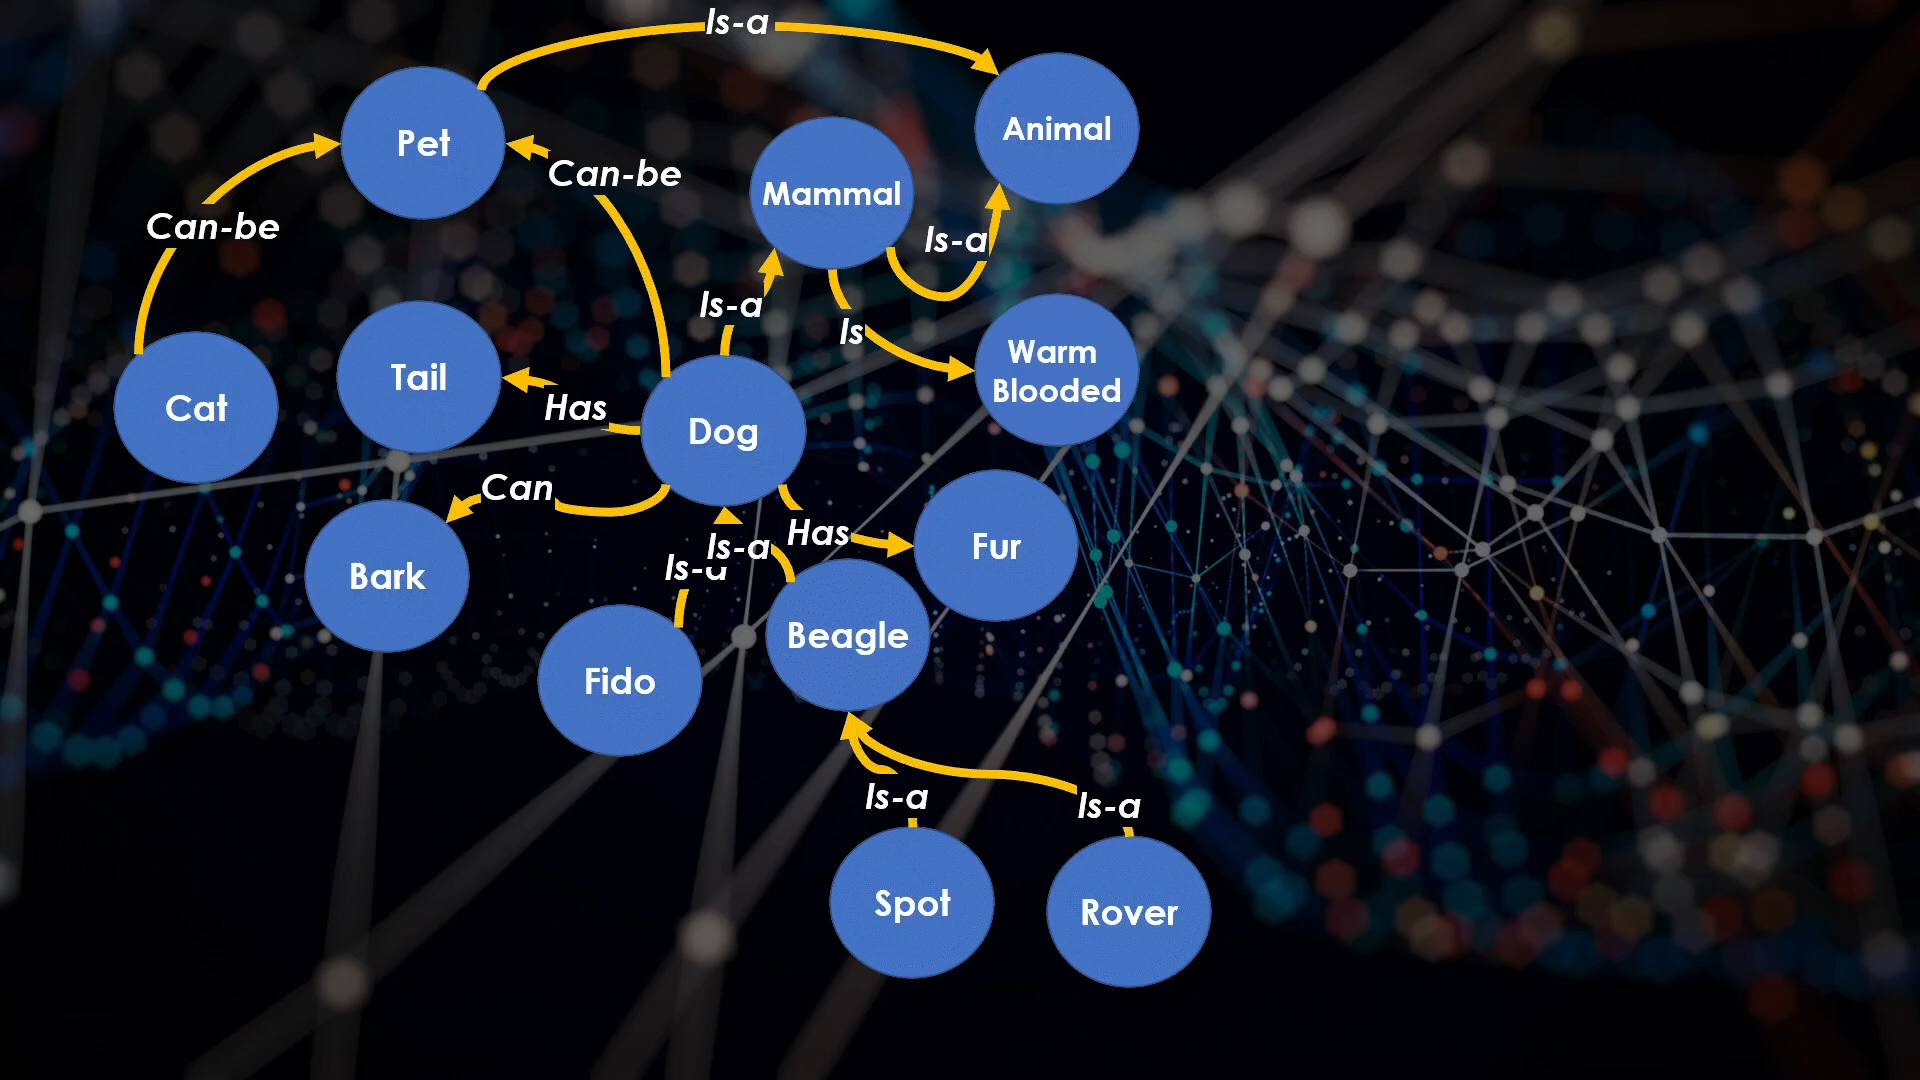 Is-a
Pet
Animal
Can-be
Mammal
Can-be
Is-a
Is-a
Is
Warm
Blooded
Tail
Cat
Has
Dog
Can
Has
Is-a
Is-a
Fur
Bark
Beagle
Fido
Is-a
Is-a
Spot
Rover